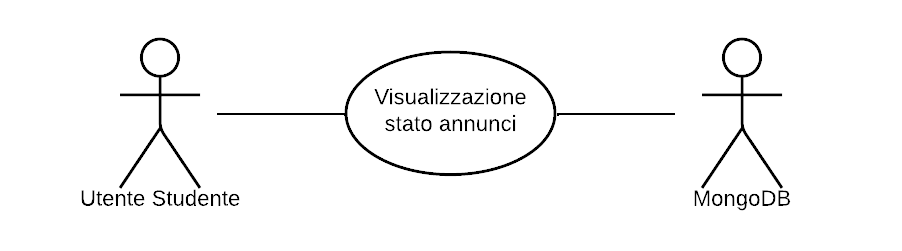 Visualizzazione
stato annunci
Utente Studente
MongoDB